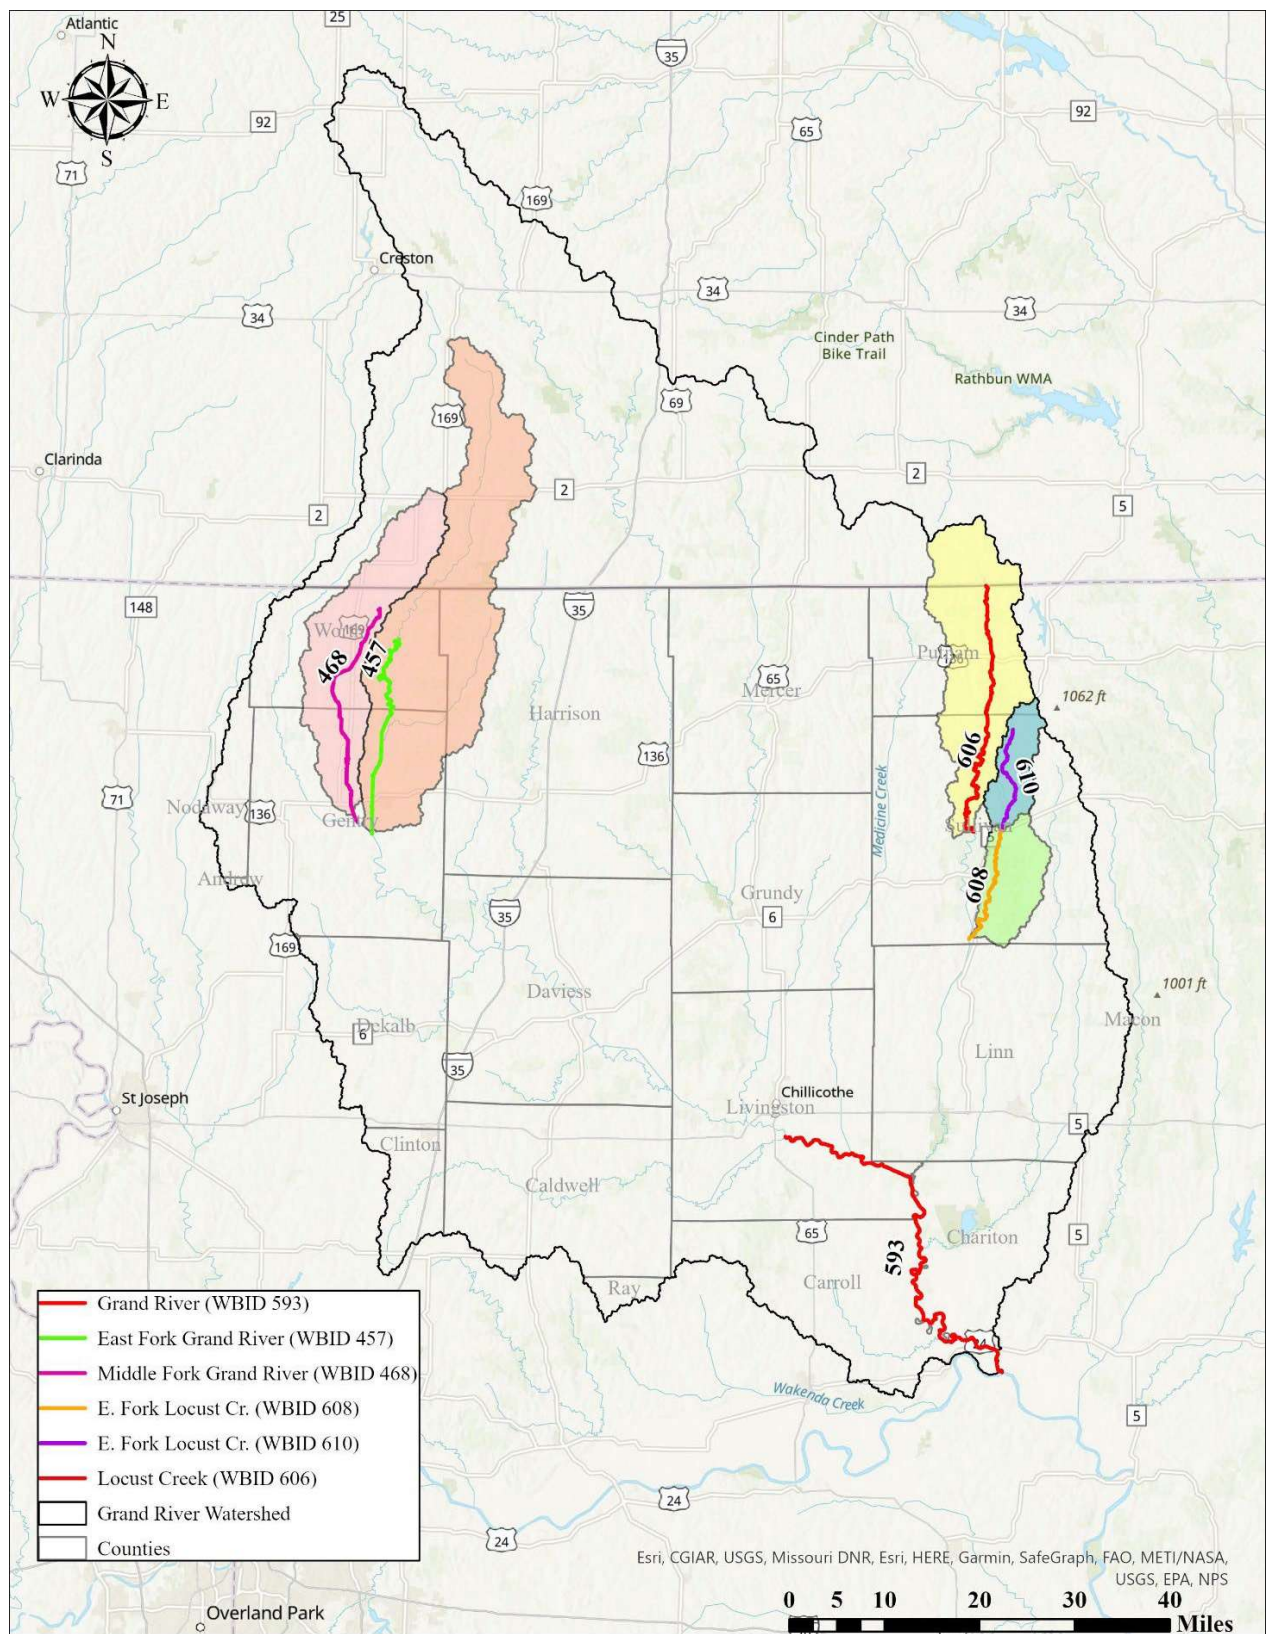 Atlantic
25
N
35
W
E
92
65
92
S
71
169
Creston
34
34
34
Cinder Path
Bike Trail
Rathbun WMA
69
169
Clarinda
2
2
2
5
148
35
Worth
169
468
457
Putnam
136
65
Mercer
1062 ft
Harrison
136
606
610
Medicine Creek
71
Nodaway
136
Gentry
Sullivan
5
Andrew
608
Grundy
35
6
169
Daviess
1001 ft
Dekalb
6
Macon
Linn
35
St Joseph
Chillicothe
Livingston
5
Clinton
Caldwell
65
593
Chariton
5
Ray
Carroll
Grand River (WBID 593)
East Fork Grand River (WBID 457)
Middle Fork Grand River (WBID 468)
E. Fork Locust Cr. (WBID 608)
E. Fork Locust Cr. (WBID 610)
Locust Creek (WBID 606)
Grand River Watershed
Counties
Wakenda Creek
5
24
24
Esri, CGIAR, USGS, Missouri DNR, Esri, HERE, Garmin, SafeGraph, FAO, METI/NASA,
USGS, EPA, NPS
Overland Park
0 5 10 20 30 40
Miles